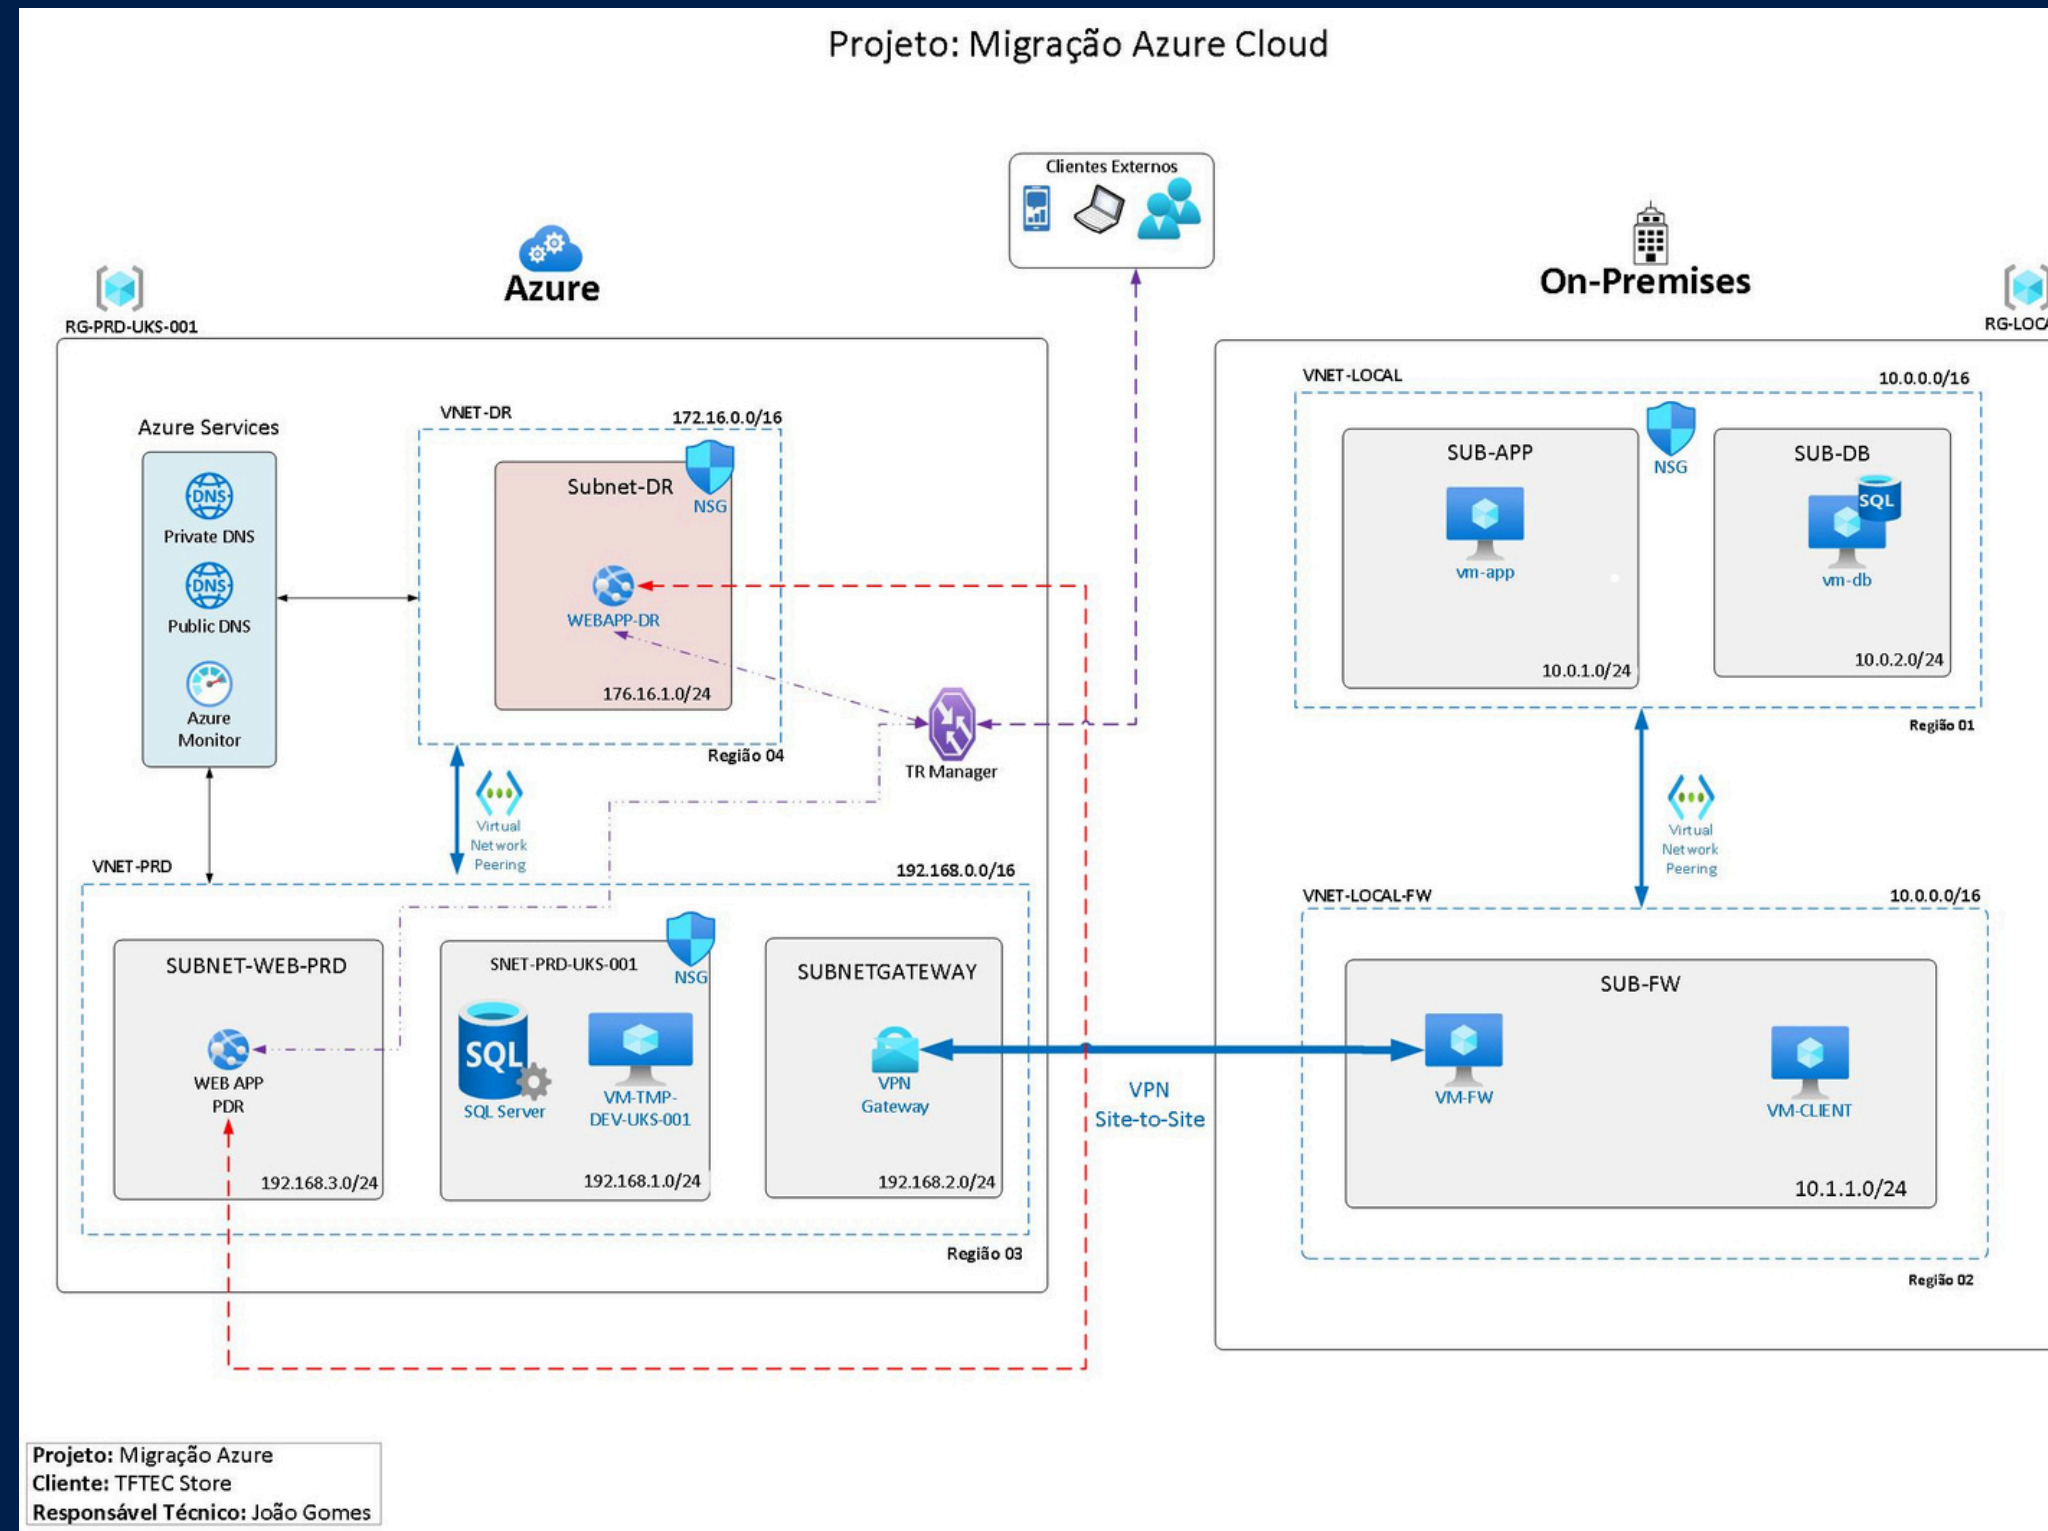 Projeto: Migração Azure Cloud
Clientes Externos
Azure
On-Premises
RG-PRD-UKS-001
VNET-DR
172.16.0.0/16
Azure Services
Private DNS
Public DNS
Azure
Monitor
DNS
DNS
Subnet-DR
NSG
WEBAPP-DR
176.16.1.0/24
Região 04
TR Manager
Virtual
Network
Peering
VNET-PRD
192.168.0.0/16
SUBNET-WEB-PRD
WEB APP
PDR
192.168.3.0/24
SNET-PRD-UKS-001
NSG
SQL
SQL Server
VM-TMP-
DEV-UKS-001
192.168.1.0/24
SUBNETGATEWAY
VPN
Gateway
192.168.2.0/24
Região 03
VPN
Site-to-Site
RG-LOCA
VNET-LOCAL
10.0.0.0/16
SUB-APP
vm-app
10.0.1.0/24
NSG
SUB-DB
SQL
vm-db
10.0.2.0/24
Região 01
Virtual
Network
Peering
VNET-LOCAL-FW
10.0.0.0/16
SUB-FW
VM-FW
VM-CLIENT
10.1.1.0/24
Região 02
Projeto: Migração Azure
Cliente: TFTEC Store
Responsável Técnico: João Gomes